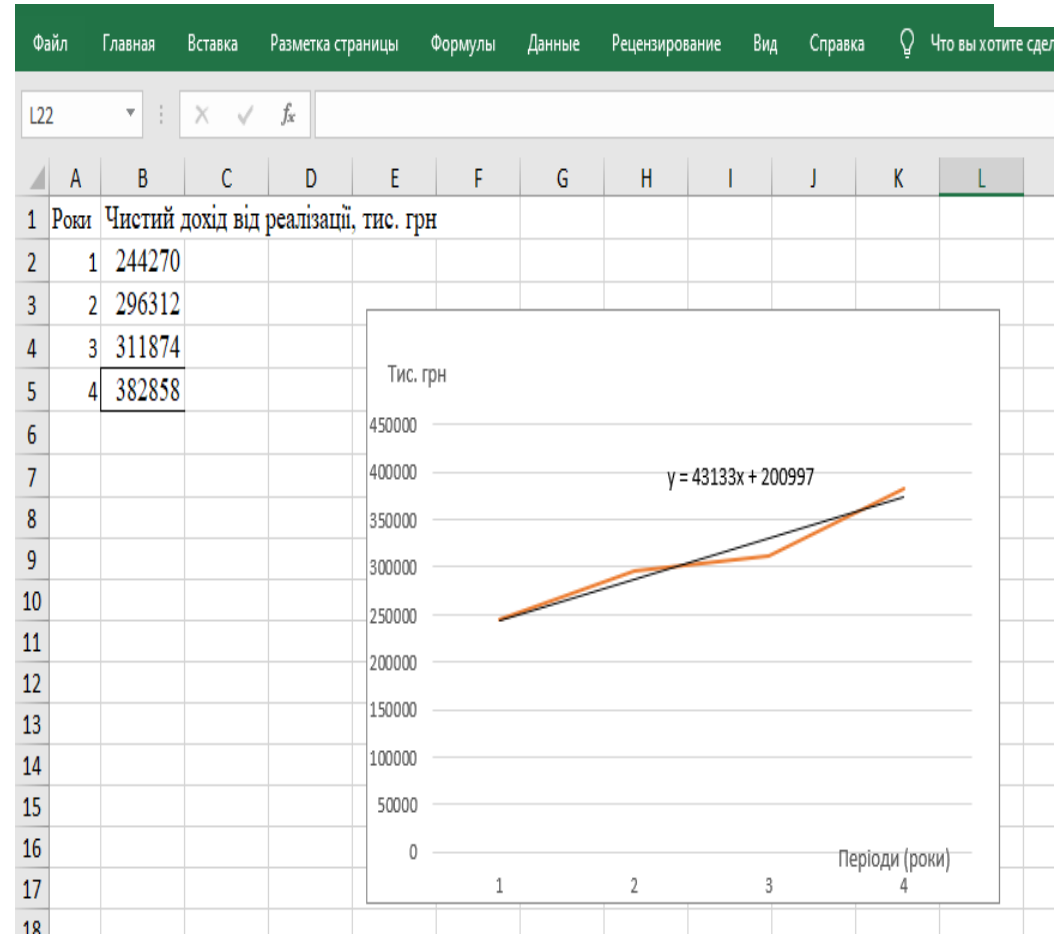 Файл Главная Вставка Разметка страницы Формулы Данные Рецензирование Вид Справка Что вы хотите сдел
L22 fx
A B C D E F G H I J K L
1 Роки Чистий дохід від реалізації, тис. грн
2 1 244270
3 2 296312
4 3 311874
5 4 382858
6
7
8
9
10
11
12
13
14
15
16
17
18
Тис. грн
450000
400000
350000
300000
250000
200000
150000
100000
50000
0
y = 43133x + 200997
Періоди (роки)
1 2 3 4